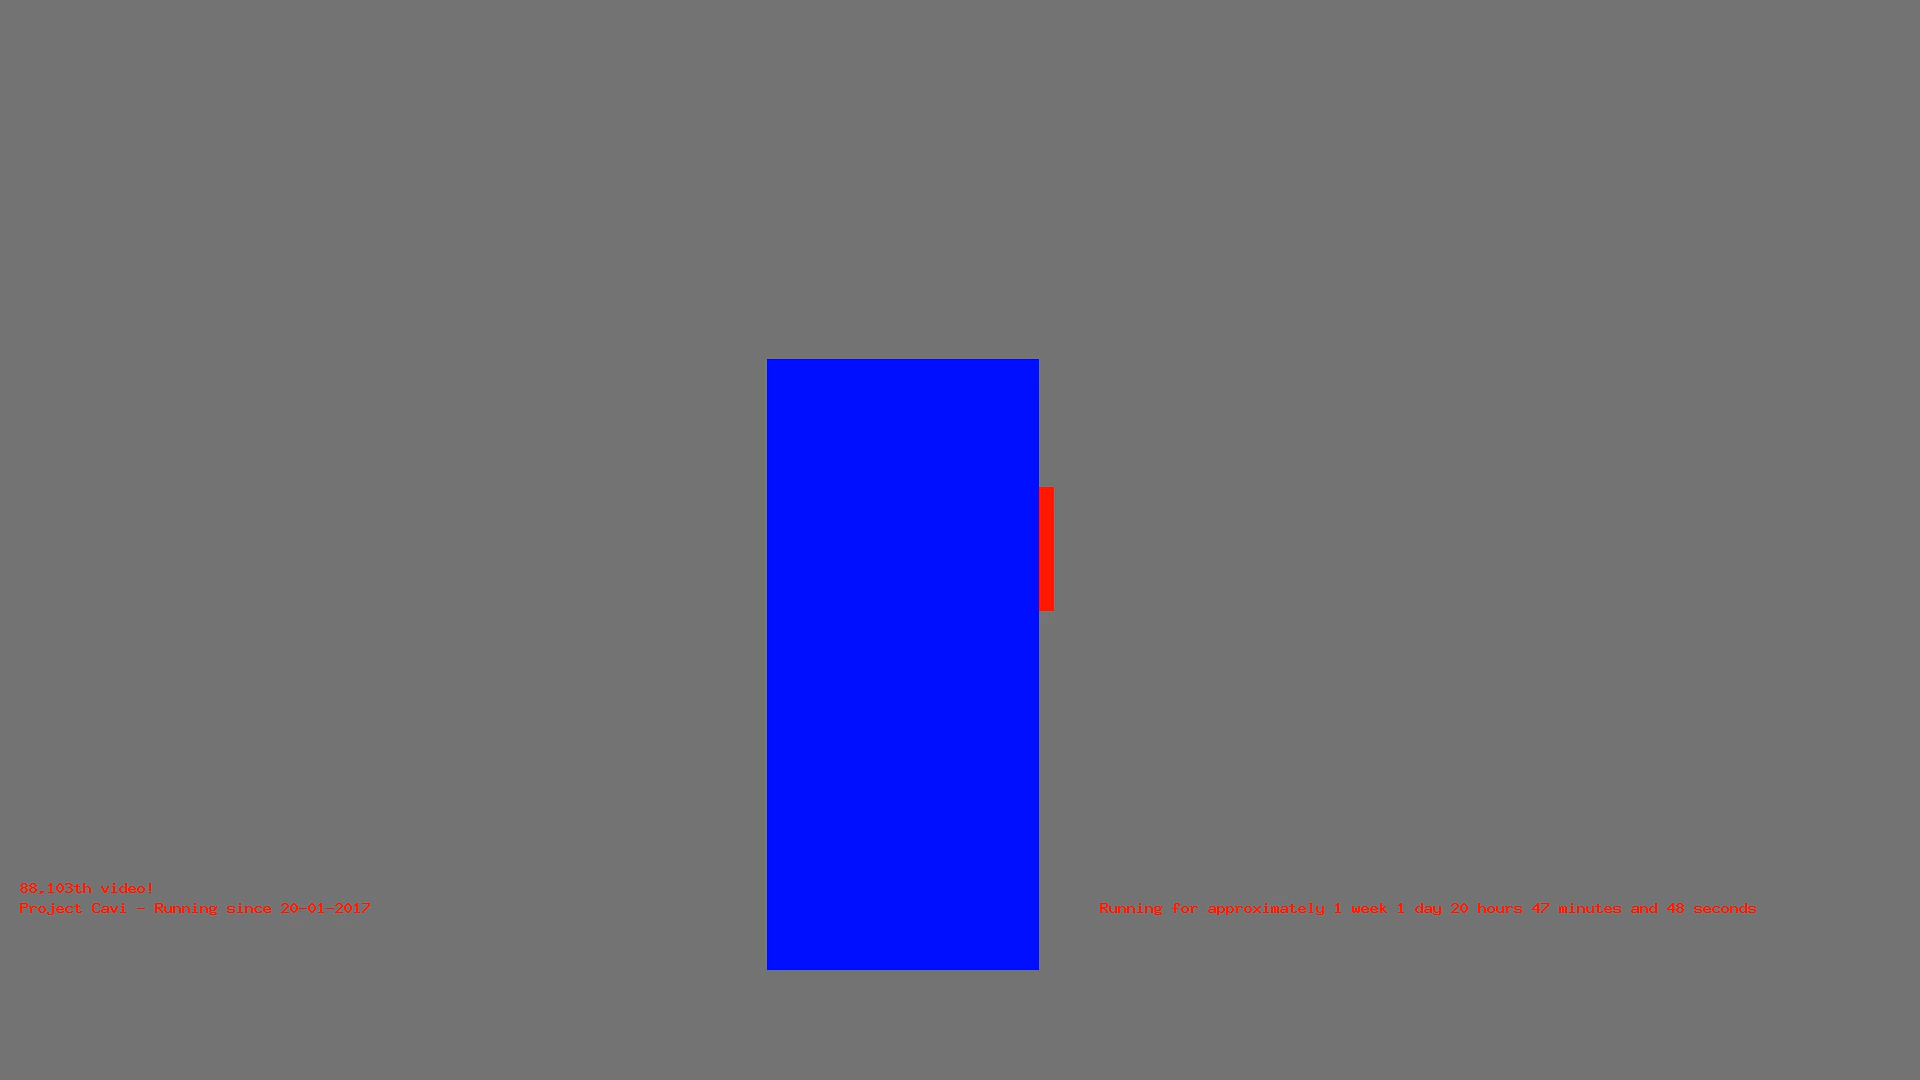 88.103th video!
Project Cavi - Running since 20-01-2017
Running for approximately 1 week 1 day 20 hours 47 minutes and 48 seconds